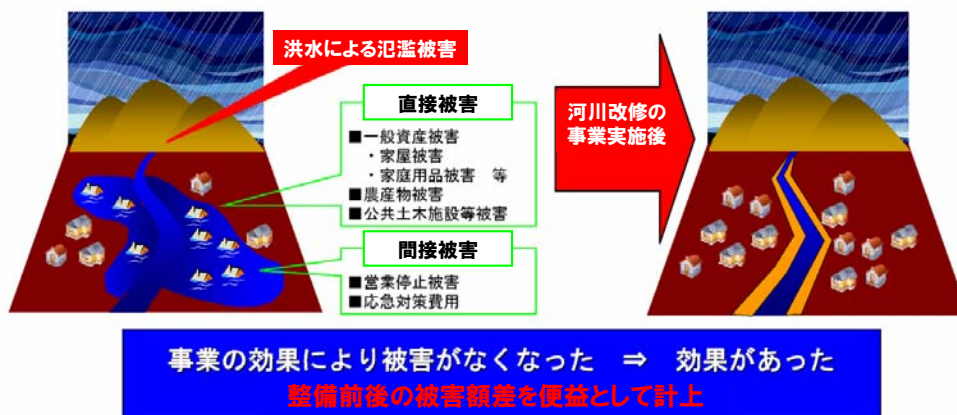 洪水による氾濫被害
直接被害
■一般資産被害
・家屋被害
・家庭用品被害　等
■農産物被害
■公共土木施設等被害
間接被害
■営業停止被害
■応急対策費用
河川改修の
事業実施後
事業の効果により被害がなくなった　⇒　効果があった
整備前後の被害額差を便益として計上